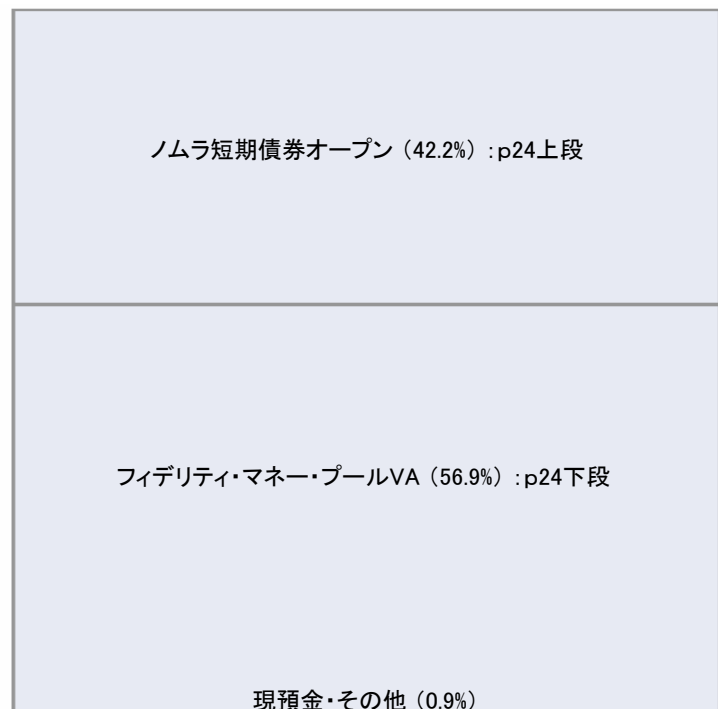 ノムラ短期債券オープン（42.2%）：p24上段
フィデリティ・マネー・プールVA（56.9%）：p24下段
現預金・その他（0.9%）